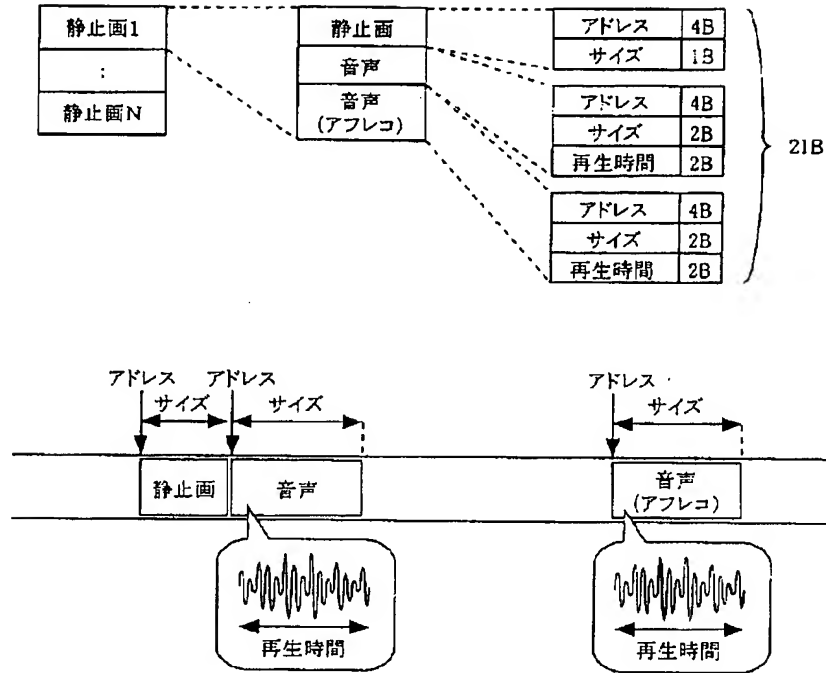 静止画1
:
静止画N
静止画
音声
音声
(アフレコ)
アドレス 4B
サイズ 1B
アドレス 4B
サイズ 2B
再生時間 2B
アドレス 4B
サイズ 2B
再生時間 2B
21B
アドレス アドレス アドレス
サイズ サイズ サイズ
静止画 音声 音声
(アフレコ)
再生時間 再生時間